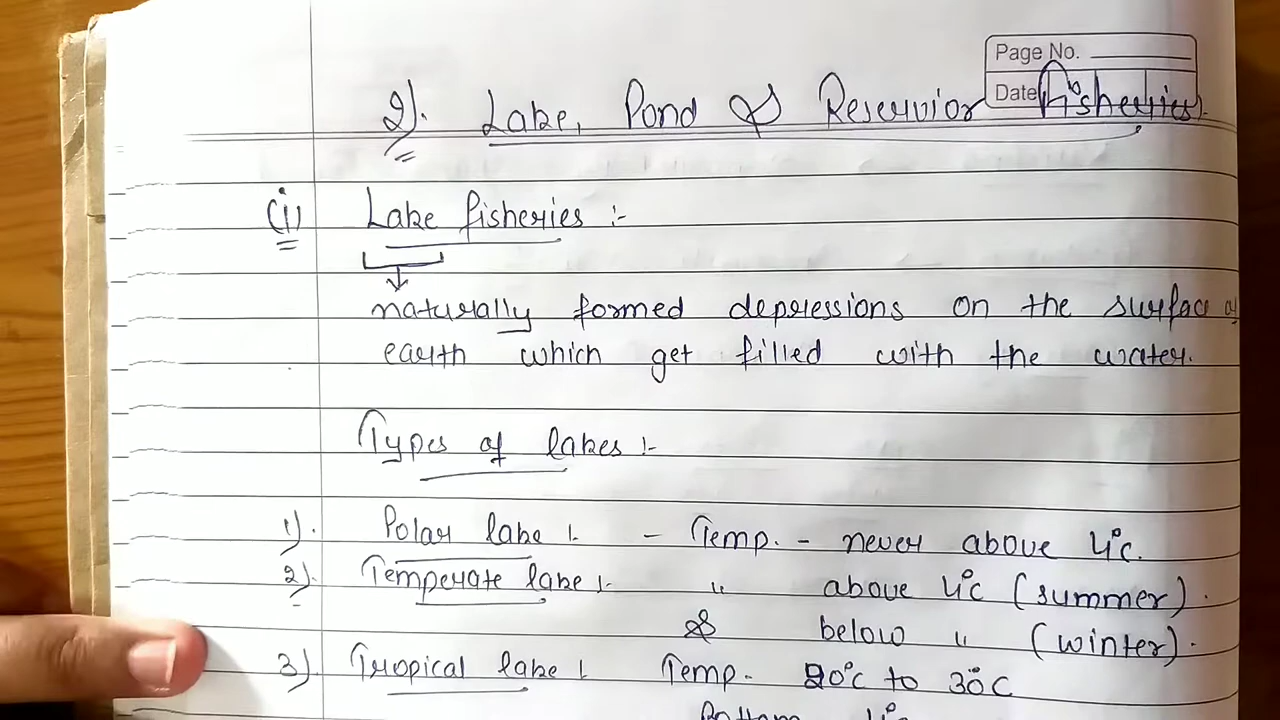 Page No.
Date
2). Lake, Pond & Reservior fisheries.
(i) Lake fisheries :-
naturally formed depressions on the surface of
earth which get filled with the water.
Types of lakes :-
1). Polar lake :- - Temp. - never above 4°c.
2). Temperate lake :- " above 4°c (summer).
& below " (winter).
3). Tropical lake :- Temp. 20°c to 30°C
Bottom 4°